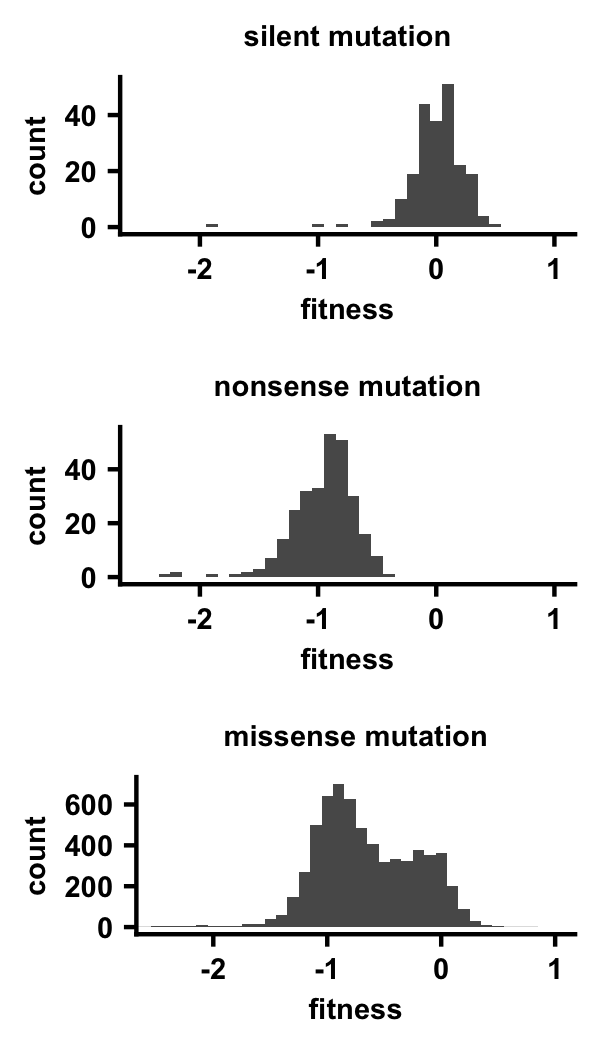 silent mutation
count
40
20
0
-2 -1 0 1
fitness
nonsense mutation
count
40
20
0
-2 -1 0 1
fitness
missense mutation
count
600
400
200
0
-2 -1 0 1
fitness